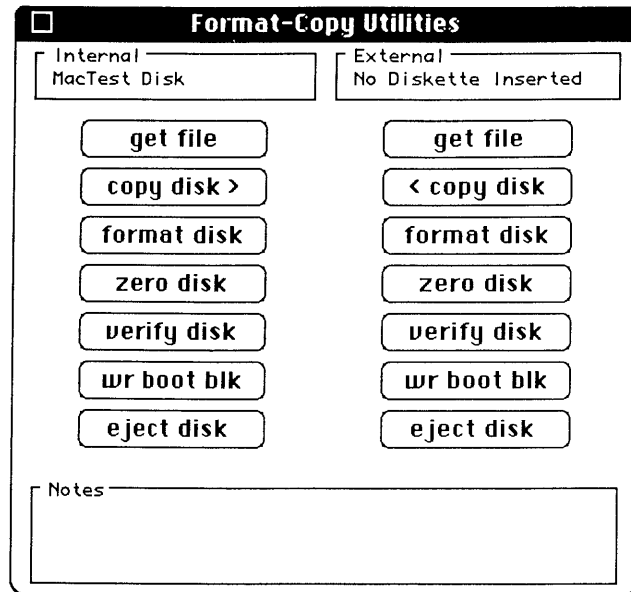 Format-Copy Utilities
Internal
MacTest Disk
External
No Diskette Inserted
get file
copy disk >
format disk
zero disk
verify disk
wr boot blk
eject disk
get file
< copy disk
format disk
zero disk
verify disk
wr boot blk
eject disk
Notes